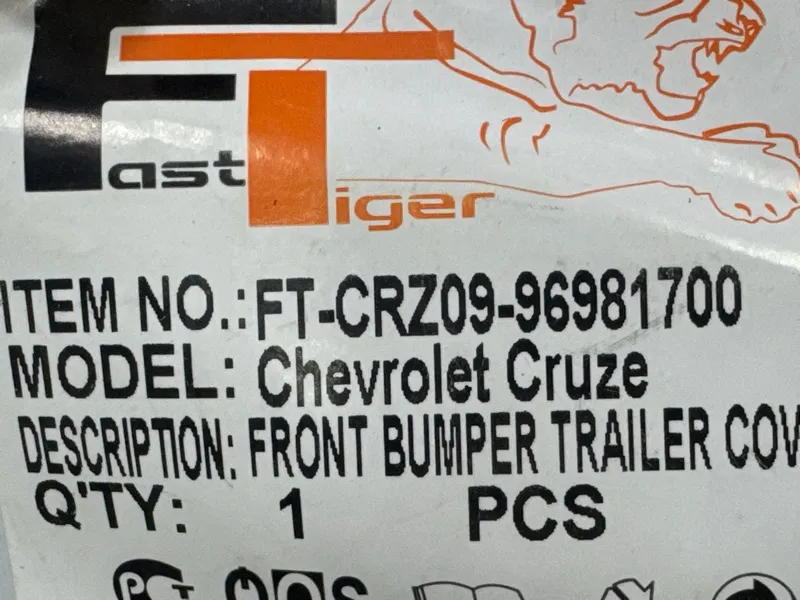 Fast Tiger
ITEM NO.: FT-CRZ09-96981700
MODEL: Chevrolet Cruze
DESCRIPTION: FRONT BUMPER TRAILER COV
Q'TY: 1 PCS